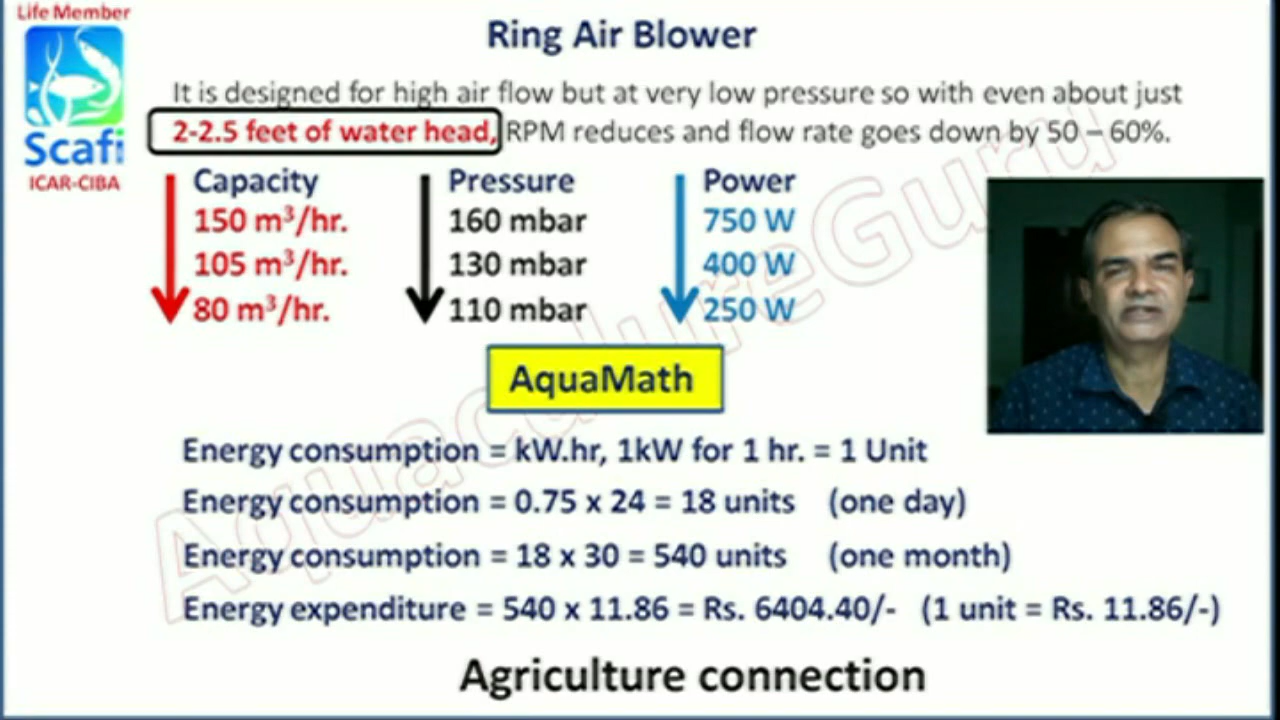 Life Member
Scafi
ICAR-CIBA
Ring Air Blower
It is designed for high air flow but at very low pressure so with even about just
2-2.5 feet of water head, RPM reduces and flow rate goes down by 50 – 60%.
Capacity Pressure Power
150 m³/hr. 160 mbar 750 W
105 m³/hr. 130 mbar 400 W
80 m³/hr. 110 mbar 250 W
AquacultureGuru
AquaMath
Energy consumption = kW.hr, 1kW for 1 hr. = 1 Unit
Energy consumption = 0.75 x 24 = 18 units (one day)
Energy consumption = 18 x 30 = 540 units (one month)
Energy expenditure = 540 x 11.86 = Rs. 6404.40/- (1 unit = Rs. 11.86/-)
Agriculture connection